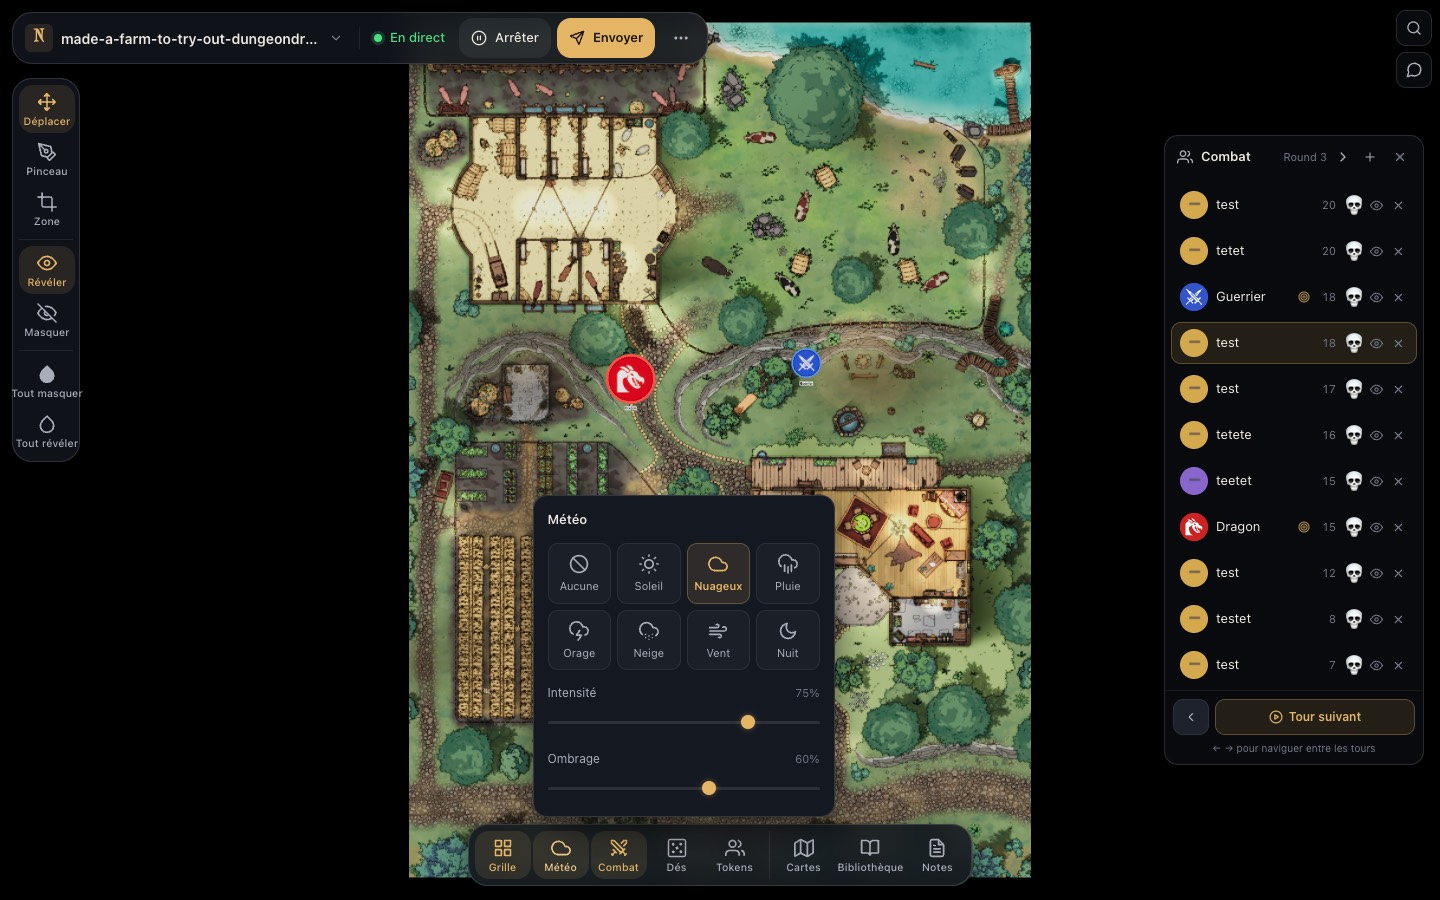 N made-a-farm-to-try-out-dungeondr...
En direct
Arrêter
Envoyer
Déplacer
Pinceau
Zone
Révéler
Masquer
Tout masquer
Tout révéler
Combat Round 3
test 20
tetet 20
Guerrier 18
test 18
test 17
tetete 16
teetet 15
Dragon 15
test 12
testet 8
test 7
Tour suivant
← → pour naviguer entre les tours
Météo
Aucune Soleil Nuageux Pluie
Orage Neige Vent Nuit
Intensité 75%
Ombrage 60%
Grille Météo Combat Dés Tokens Cartes Bibliothèque Notes